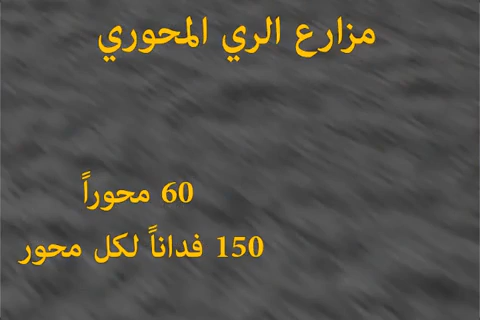 مزارع الري المحوري
60 محوراً
150 فداناً لكل محور